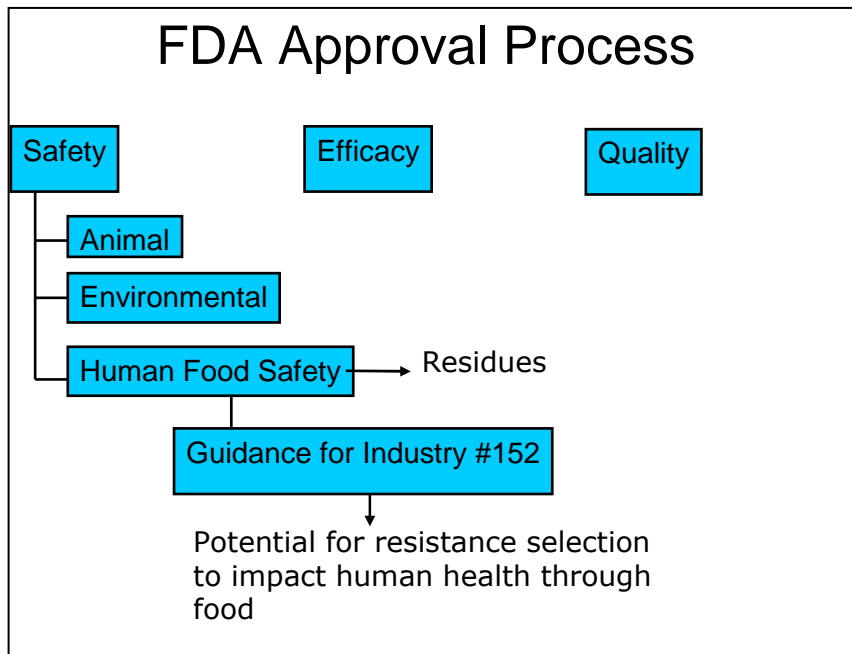 FDA Approval Process
Safety
Efficacy
Quality
Animal
Environmental
Human Food Safety
Residues
Guidance for Industry #152
Potential for resistance selection
to impact human health through
food